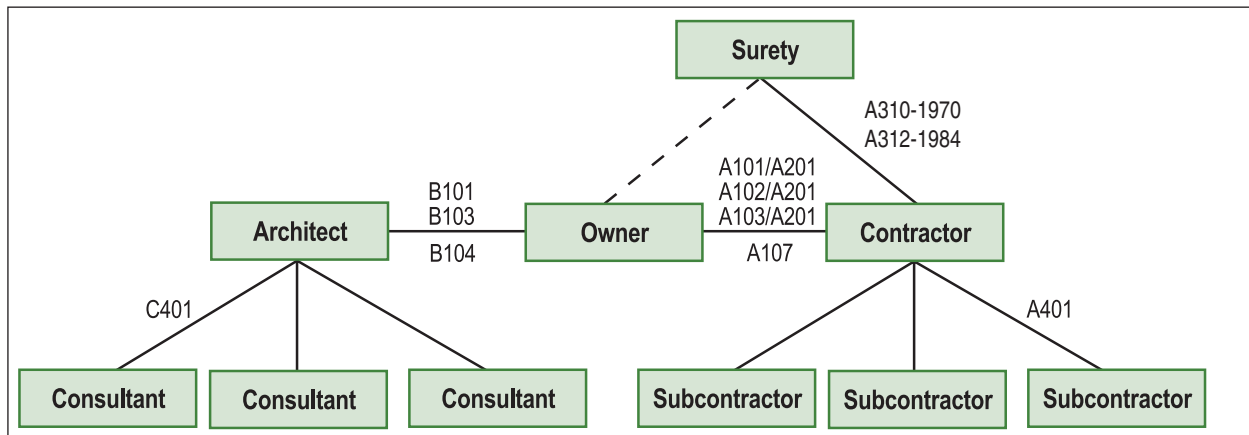 Surety
A310-1970
A312-1984
A101/A201
A102/A201
A103/A201
A107
B101
B103
B104
Architect
Owner
Contractor
C401
A401
Consultant
Consultant
Consultant
Subcontractor
Subcontractor
Subcontractor